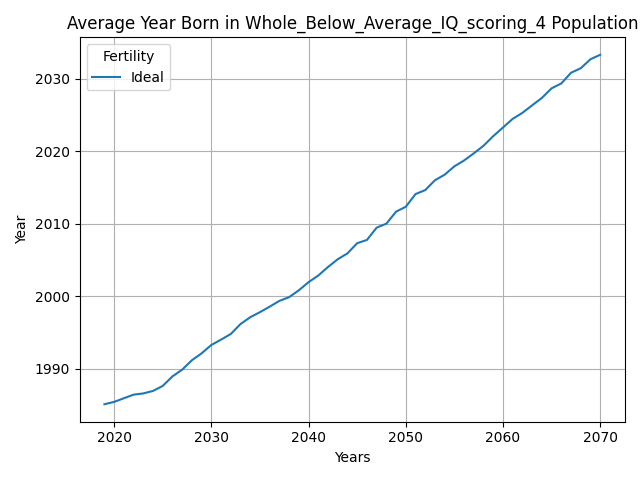 Average Year Born in Whole_Below_Average_IQ_scoring_4 Population
Fertility
Ideal
Year
2030
2020
2010
2000
1990
2020 2030 2040 2050 2060 2070
Years